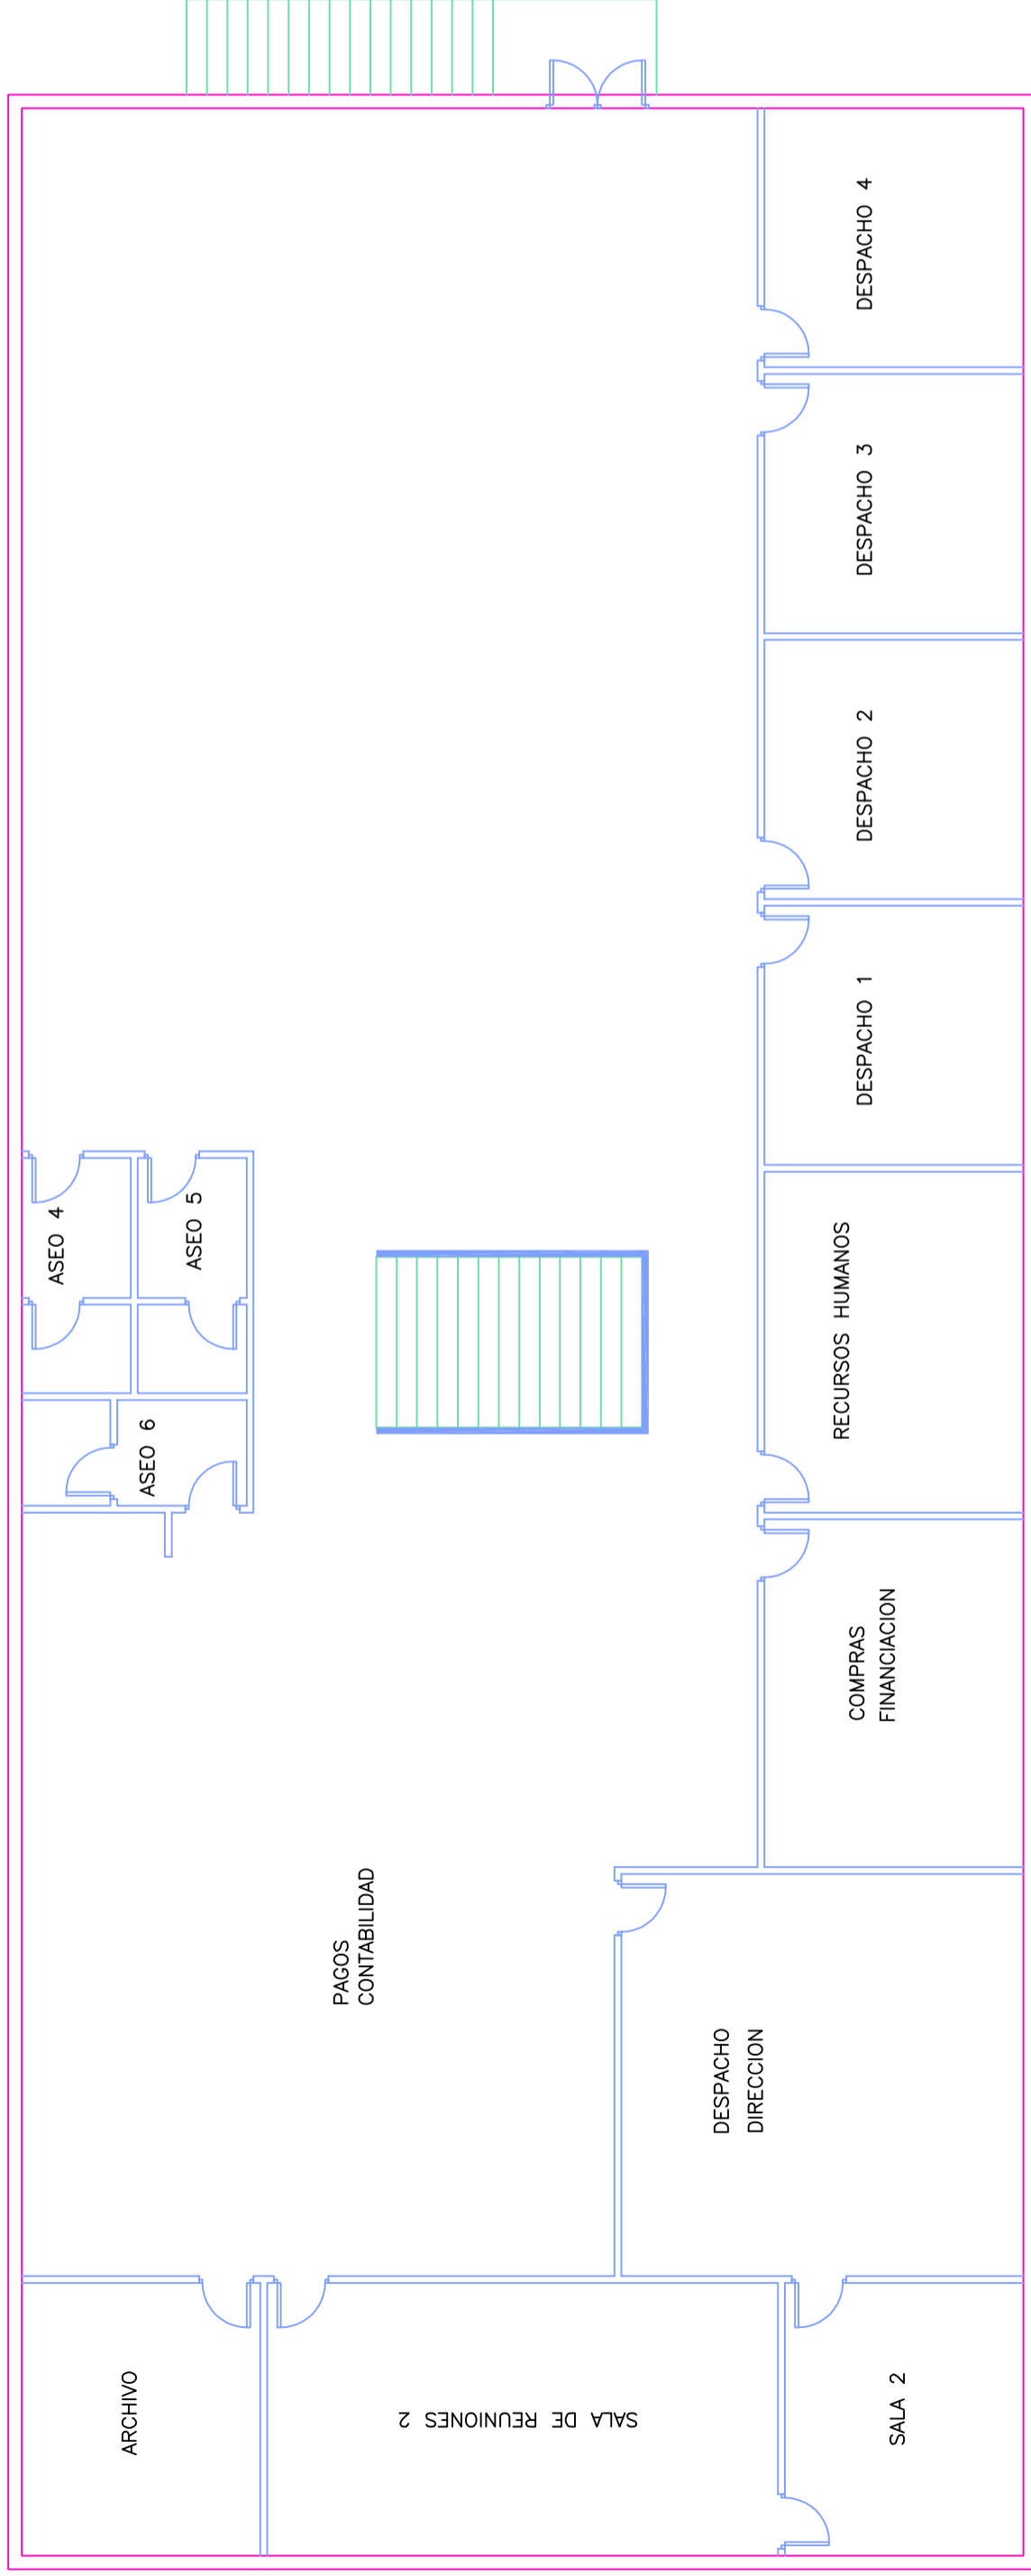 DESPACHO 4
DESPACHO 3
DESPACHO 2
DESPACHO 1
ASEO 4
ASEO 5
RECURSOS HUMANOS
ASEO 6
COMPRAS
FINANCIACION
PAGOS
CONTABILIDAD
DESPACHO
DIRECCION
ARCHIVO
SALA DE REUNIONES 2
SALA 2